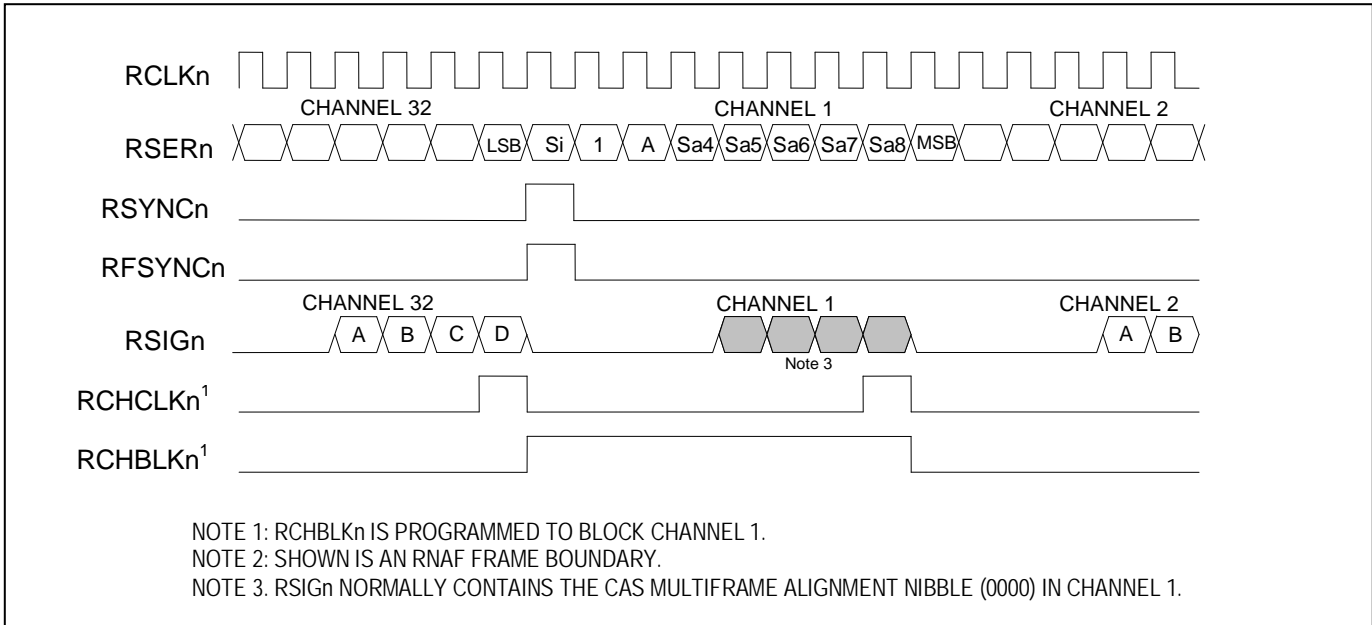 RCLKn
CHANNEL 32 CHANNEL 1 CHANNEL 2
RSERn LSB Si 1 A Sa4 Sa5 Sa6 Sa7 Sa8 MSB
RSYNCn
RFSYNCn
CHANNEL 32 CHANNEL 1 CHANNEL 2
RSIGn A B C D A B
Note 3
RCHCLKn¹
RCHBLKn¹
NOTE 1: RCHBLKn IS PROGRAMMED TO BLOCK CHANNEL 1.
NOTE 2: SHOWN IS AN RNAF FRAME BOUNDARY.
NOTE 3. RSIGn NORMALLY CONTAINS THE CAS MULTIFRAME ALIGNMENT NIBBLE (0000) IN CHANNEL 1.